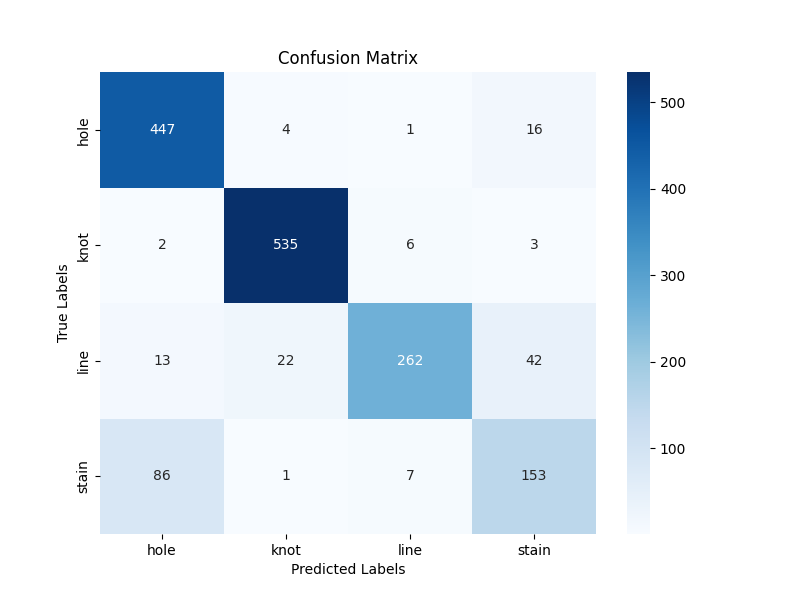 Confusion Matrix
hole 447 4 1 16
knot 2 535 6 3
line 13 22 262 42
stain 86 1 7 153
hole knot line stain
Predicted Labels
True Labels
500
400
300
200
100